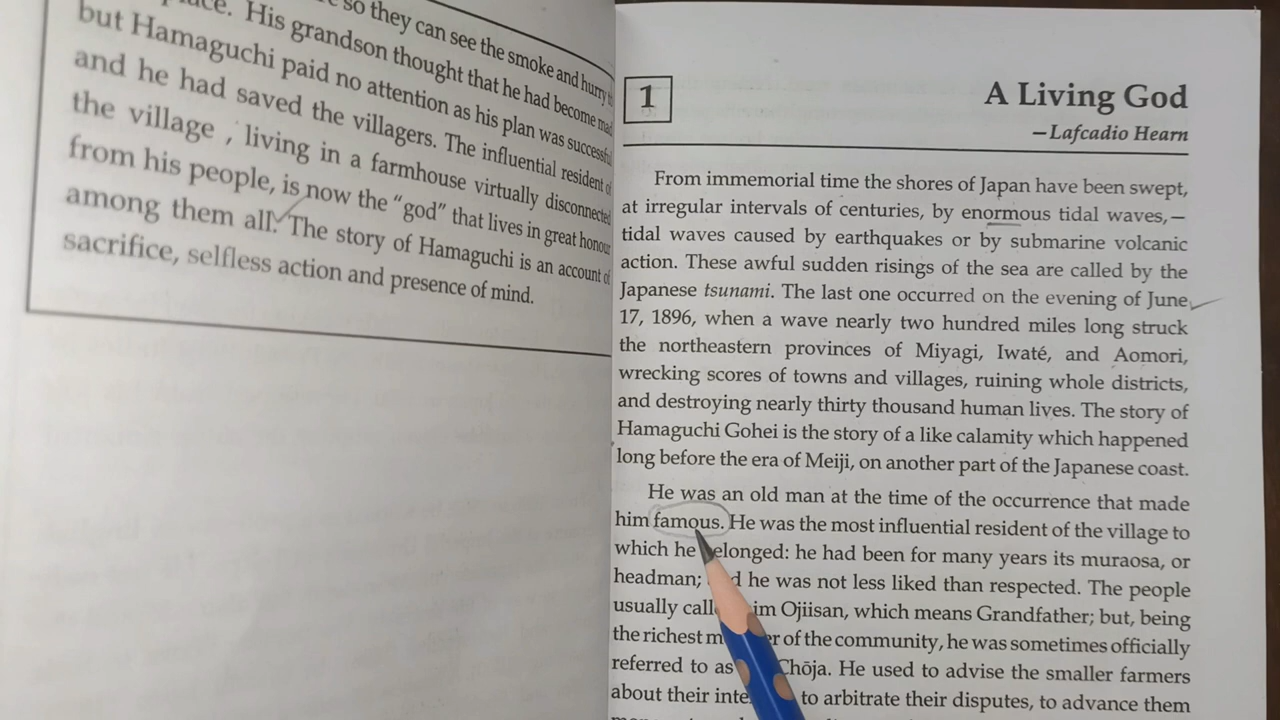 so they can see the smoke and hurry
place. His grandson thought that he had become mad
but Hamaguchi paid no attention as his plan was successful
and he had saved the villagers. The influential resident of
the village , living in a farmhouse virtually disconnected
from his people, is now the "god" that lives in great honour
among them all. The story of Hamaguchi is an account of
sacrifice, selfless action and presence of mind.
1
A Living God
—Lafcadio Hearn
From immemorial time the shores of Japan have been swept,
at irregular intervals of centuries, by enormous tidal waves,—
tidal waves caused by earthquakes or by submarine volcanic
action. These awful sudden risings of the sea are called by the
Japanese tsunami. The last one occurred on the evening of June
17, 1896, when a wave nearly two hundred miles long struck
the northeastern provinces of Miyagi, Iwaté, and Aomori,
wrecking scores of towns and villages, ruining whole districts,
and destroying nearly thirty thousand human lives. The story of
Hamaguchi Gohei is the story of a like calamity which happened
long before the era of Meiji, on another part of the Japanese coast.
He was an old man at the time of the occurrence that made
him famous. He was the most influential resident of the village to
which he belonged: he had been for many years its muraosa, or
headman; and he was not less liked than respected. The people
usually called him Ojiisan, which means Grandfather; but, being
the richest member of the community, he was sometimes officially
referred to as Chōja. He used to advise the smaller farmers
about their to arbitrate their disputes, to advance them